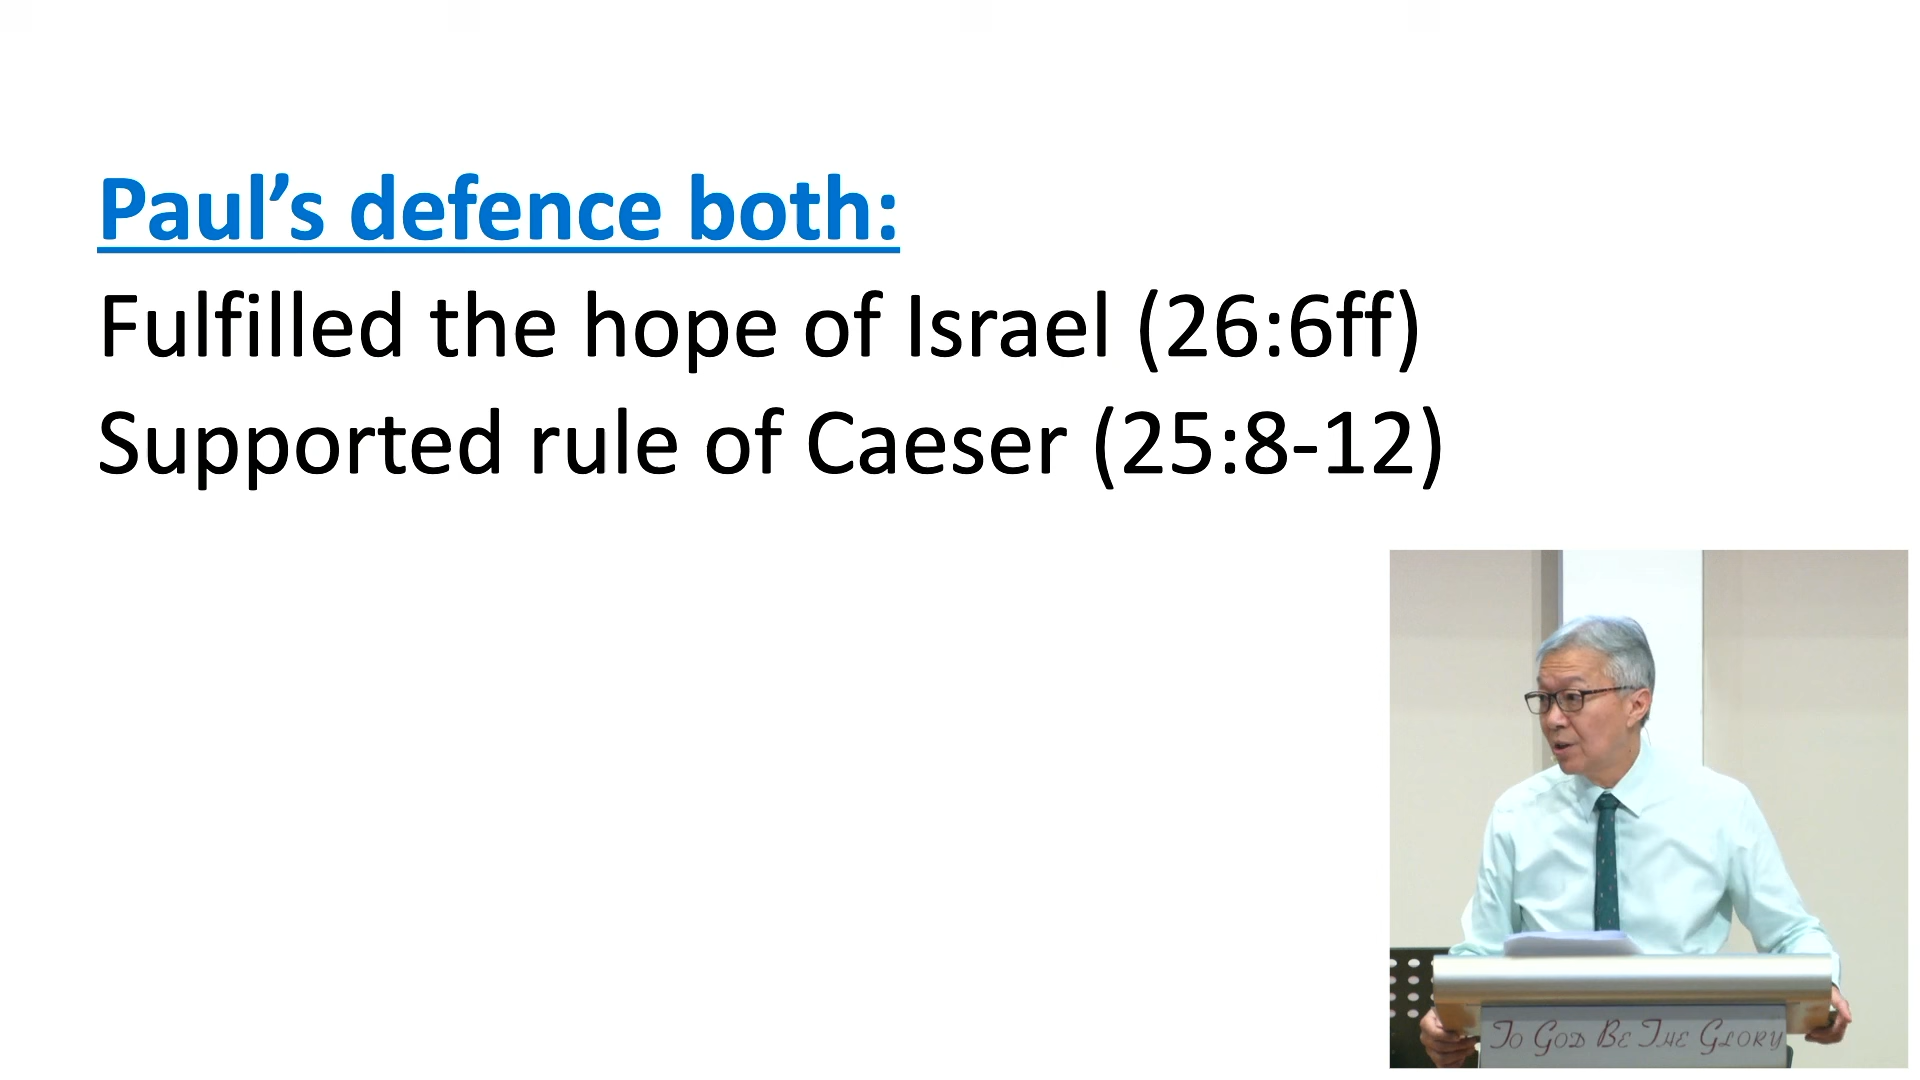 Paul’s defence both:
Fulfilled the hope of Israel (26:6ff)
Supported rule of Caeser (25:8-12)
To God Be The Glory